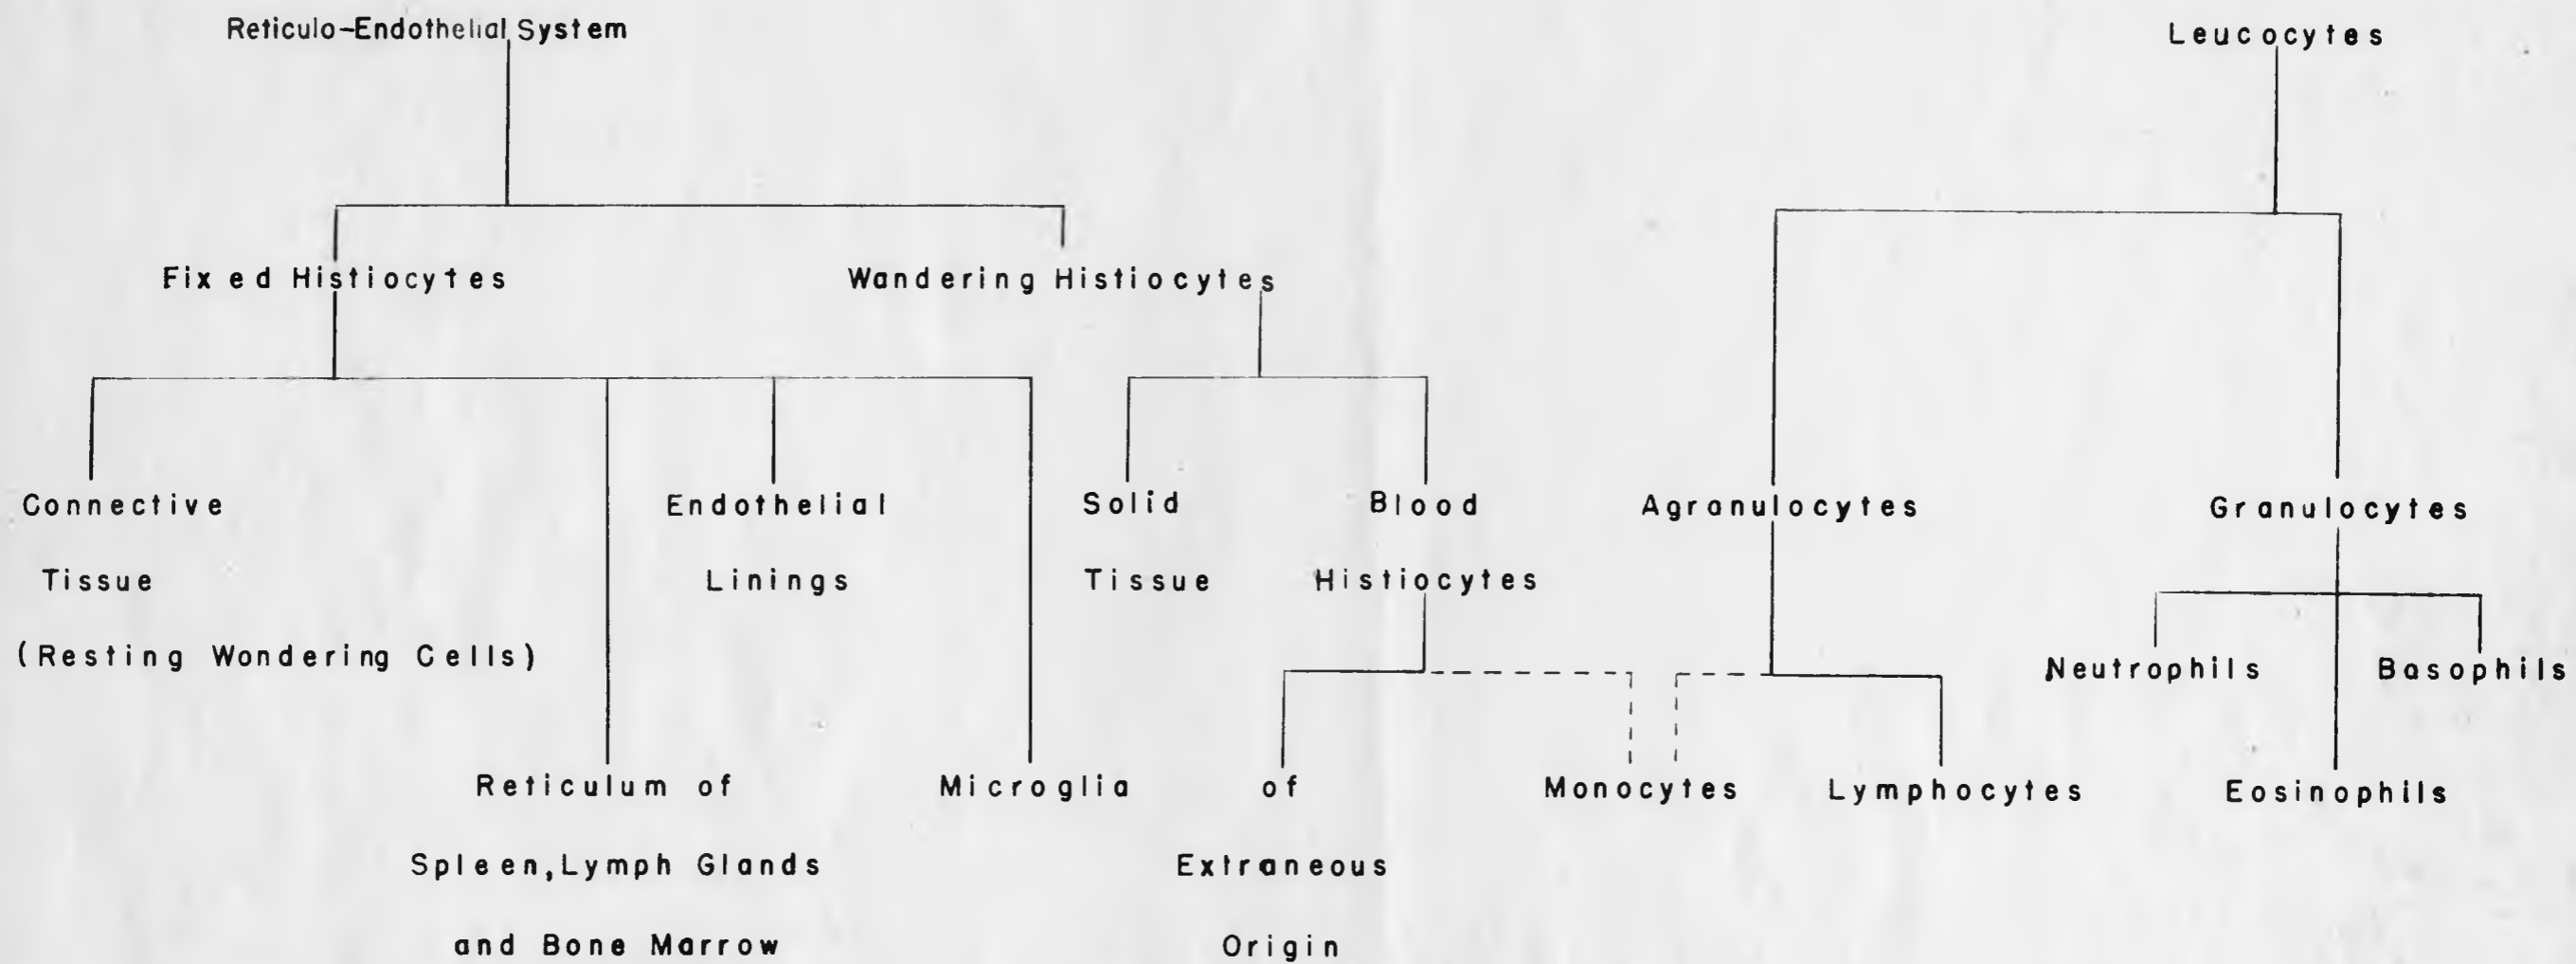 Reticulo-Endothelial System
Leucocytes
Fixed Histiocytes
Wandering Histiocytes
Connective
Tissue
(Resting Wondering Cells)
Endothelial
Linings
Solid
Tissue
Blood
Histiocytes
Agranulocytes
Granulocytes
Neutrophils
Basophils
Reticulum of
Spleen, Lymph Glands
and Bone Marrow
Microglia
of
Extraneous
Origin
Monocytes
Lymphocytes
Eosinophils